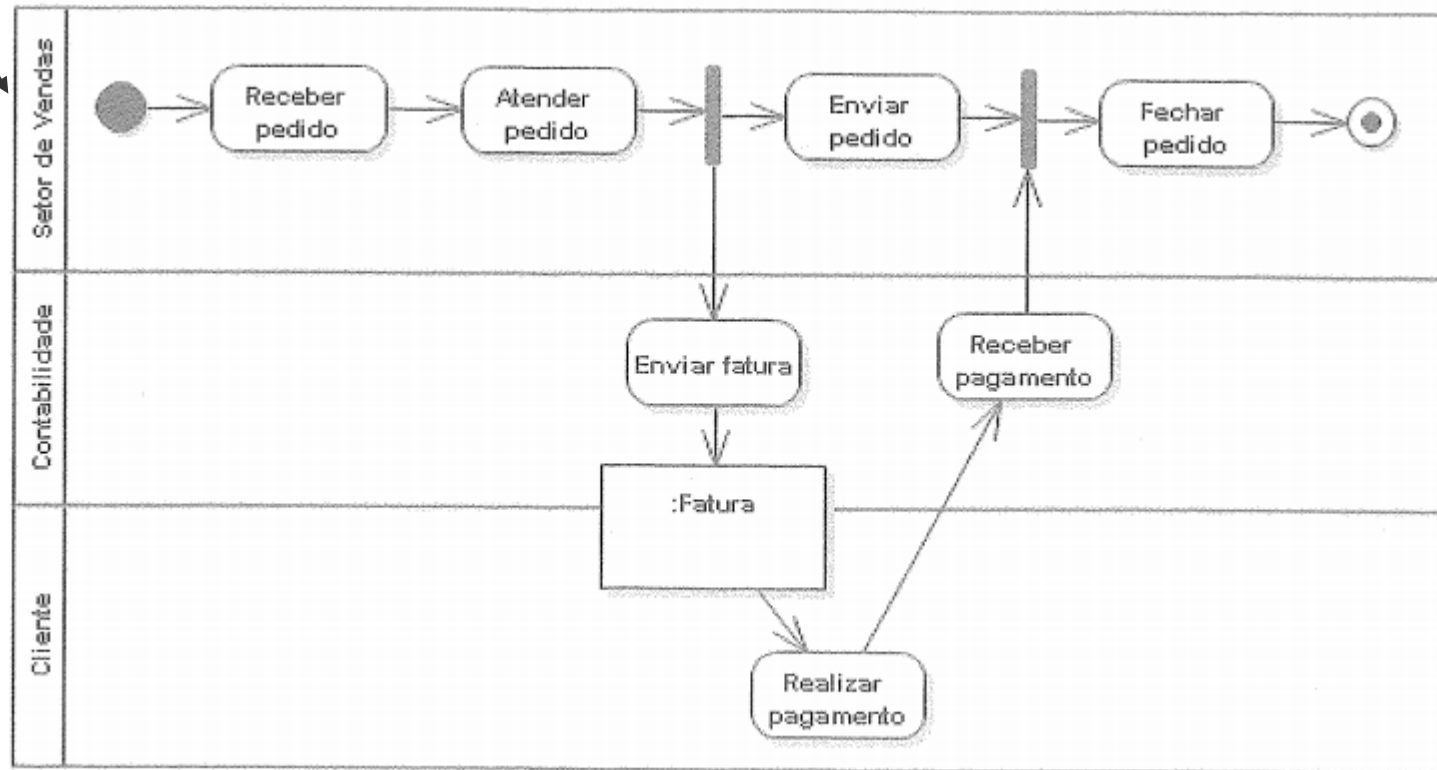 Setor de Vendas
Receber
pedido
Atender
pedido
Enviar
pedido
Fechar
pedido
Contabilidade
Enviar fatura
Receber
pagamento
:Fatura
Cliente
Realizar
pagamento